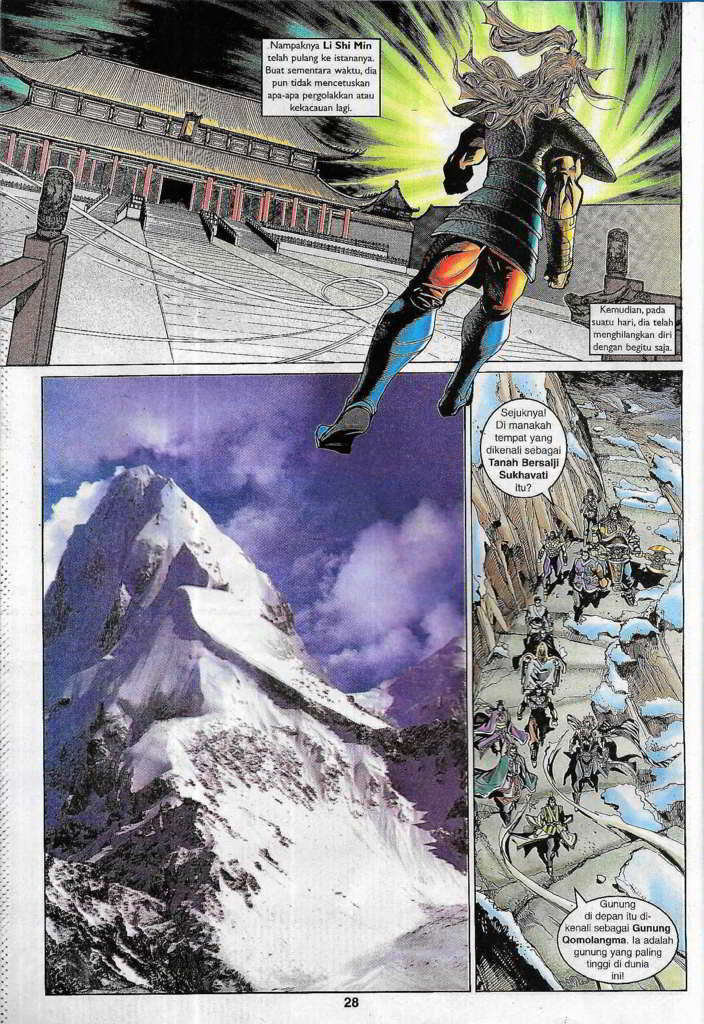 Nampaknya Li Shi Min
telah pulang ke istananya.
Buat sementara waktu, dia
pun tidak mencetuskan
apa-apa pergolakkan atau
kekacauan lagi.
Kemudian, pada
suatu hari, dia telah
menghilangkan diri
dengan begitu saja.
Sejuknya!
Di manakah
tempat yang
dikenali sebagai
Tanah Bersalji
Sukhavati
itu?
Gunung
di depan itu di-
kenali sebagai Gunung
Qomolangma. Ia adalah
gunung yang paling
tinggi di dunia
ini!
28